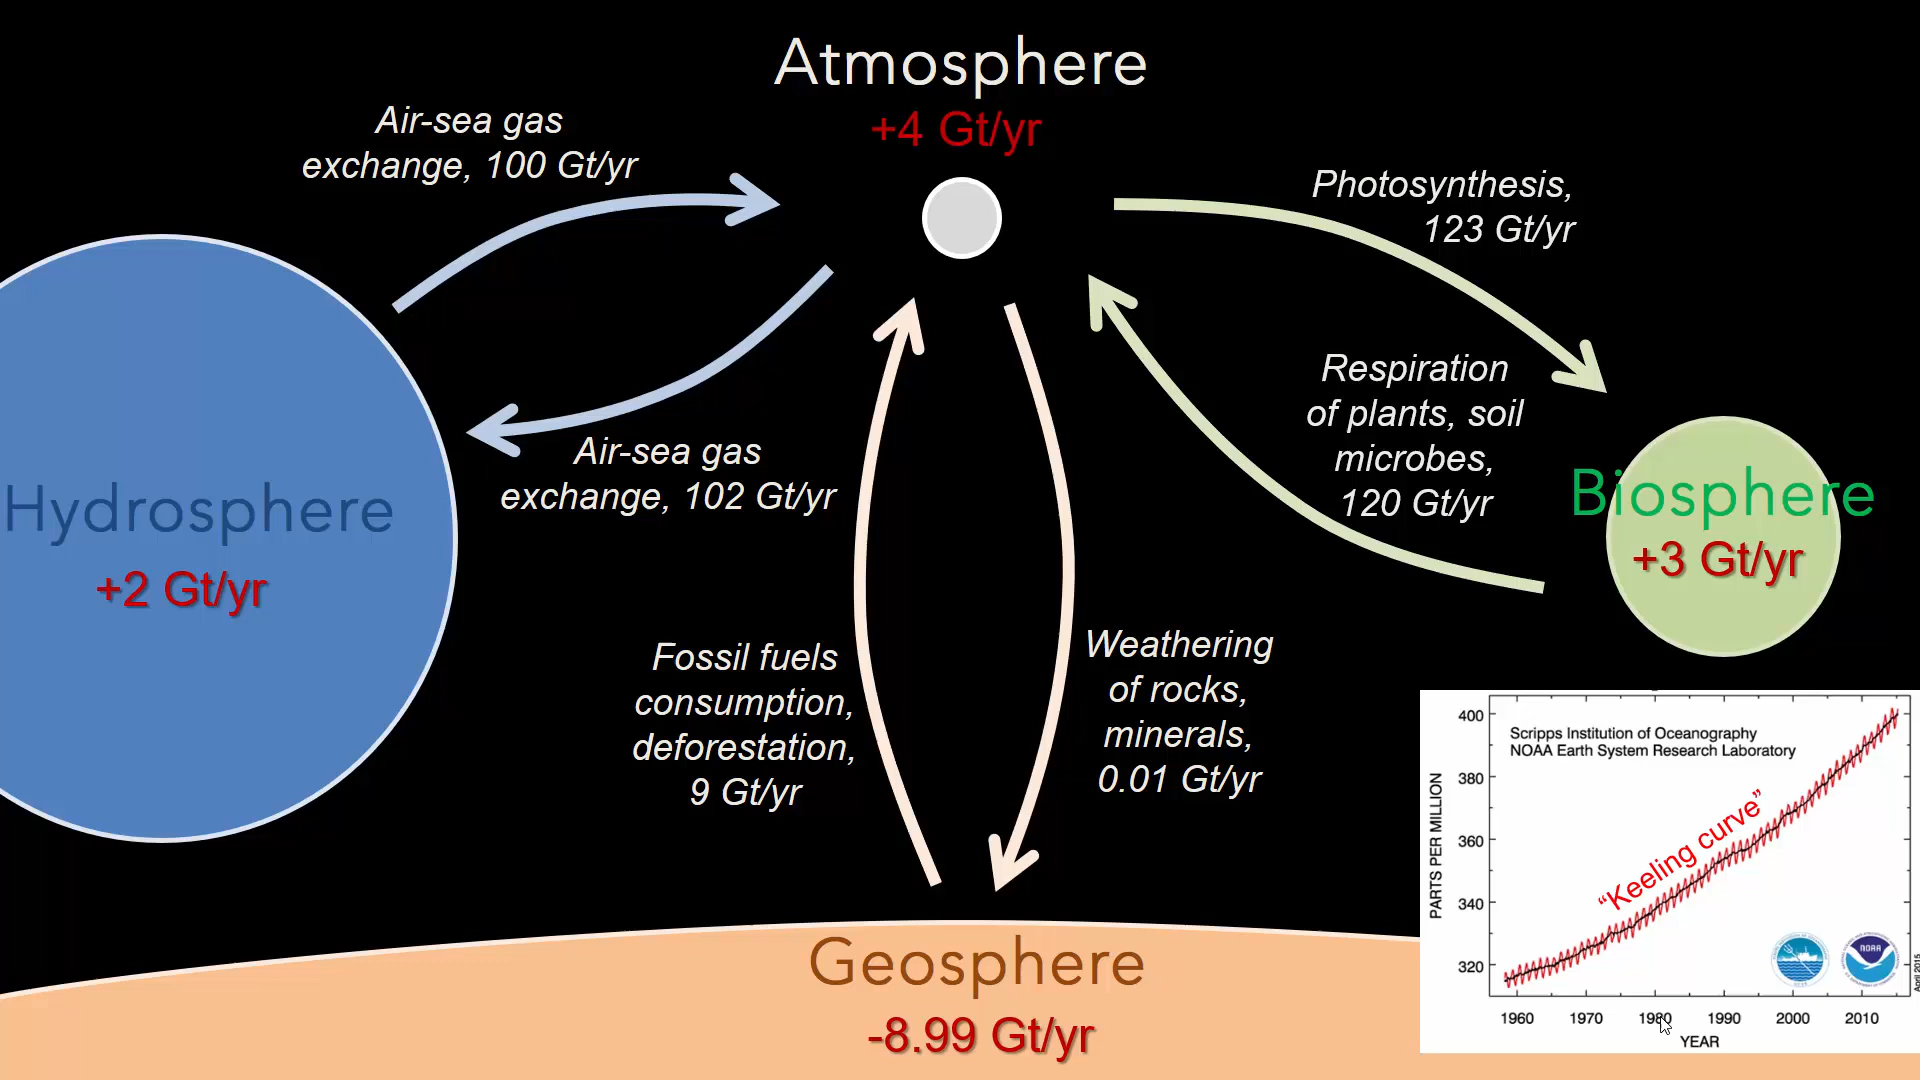 Atmosphere
+4 Gt/yr
Air-sea gas
exchange, 100 Gt/yr
Photosynthesis,
123 Gt/yr
Air-sea gas
exchange, 102 Gt/yr
Respiration
of plants, soil
microbes,
120 Gt/yr
Hydrosphere
+2 Gt/yr
Biosphere
+3 Gt/yr
Fossil fuels
consumption,
deforestation,
9 Gt/yr
Weathering
of rocks,
minerals,
0.01 Gt/yr
Geosphere
-8.99 Gt/yr
Scripps Institution of Oceanography
NOAA Earth System Research Laboratory
"Keeling curve"
PARTS PER MILLION
400
380
360
340
320
NOAA
April 2015
1960 1970 1980 1990 2000 2010
YEAR